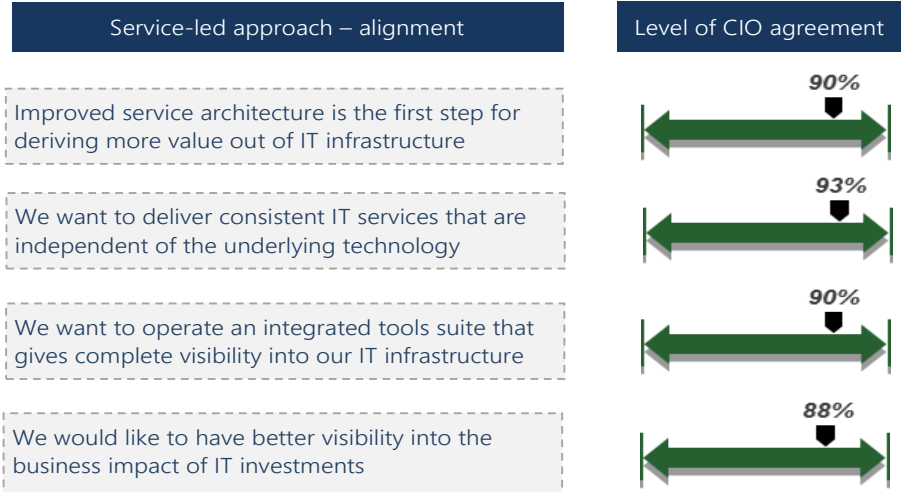 Service-led approach – alignment
Level of CIO agreement
Improved service architecture is the first step for
deriving more value out of IT infrastructure
90%
We want to deliver consistent IT services that are
independent of the underlying technology
93%
We want to operate an integrated tools suite that
gives complete visibility into our IT infrastructure
90%
We would like to have better visibility into the
business impact of IT investments
88%